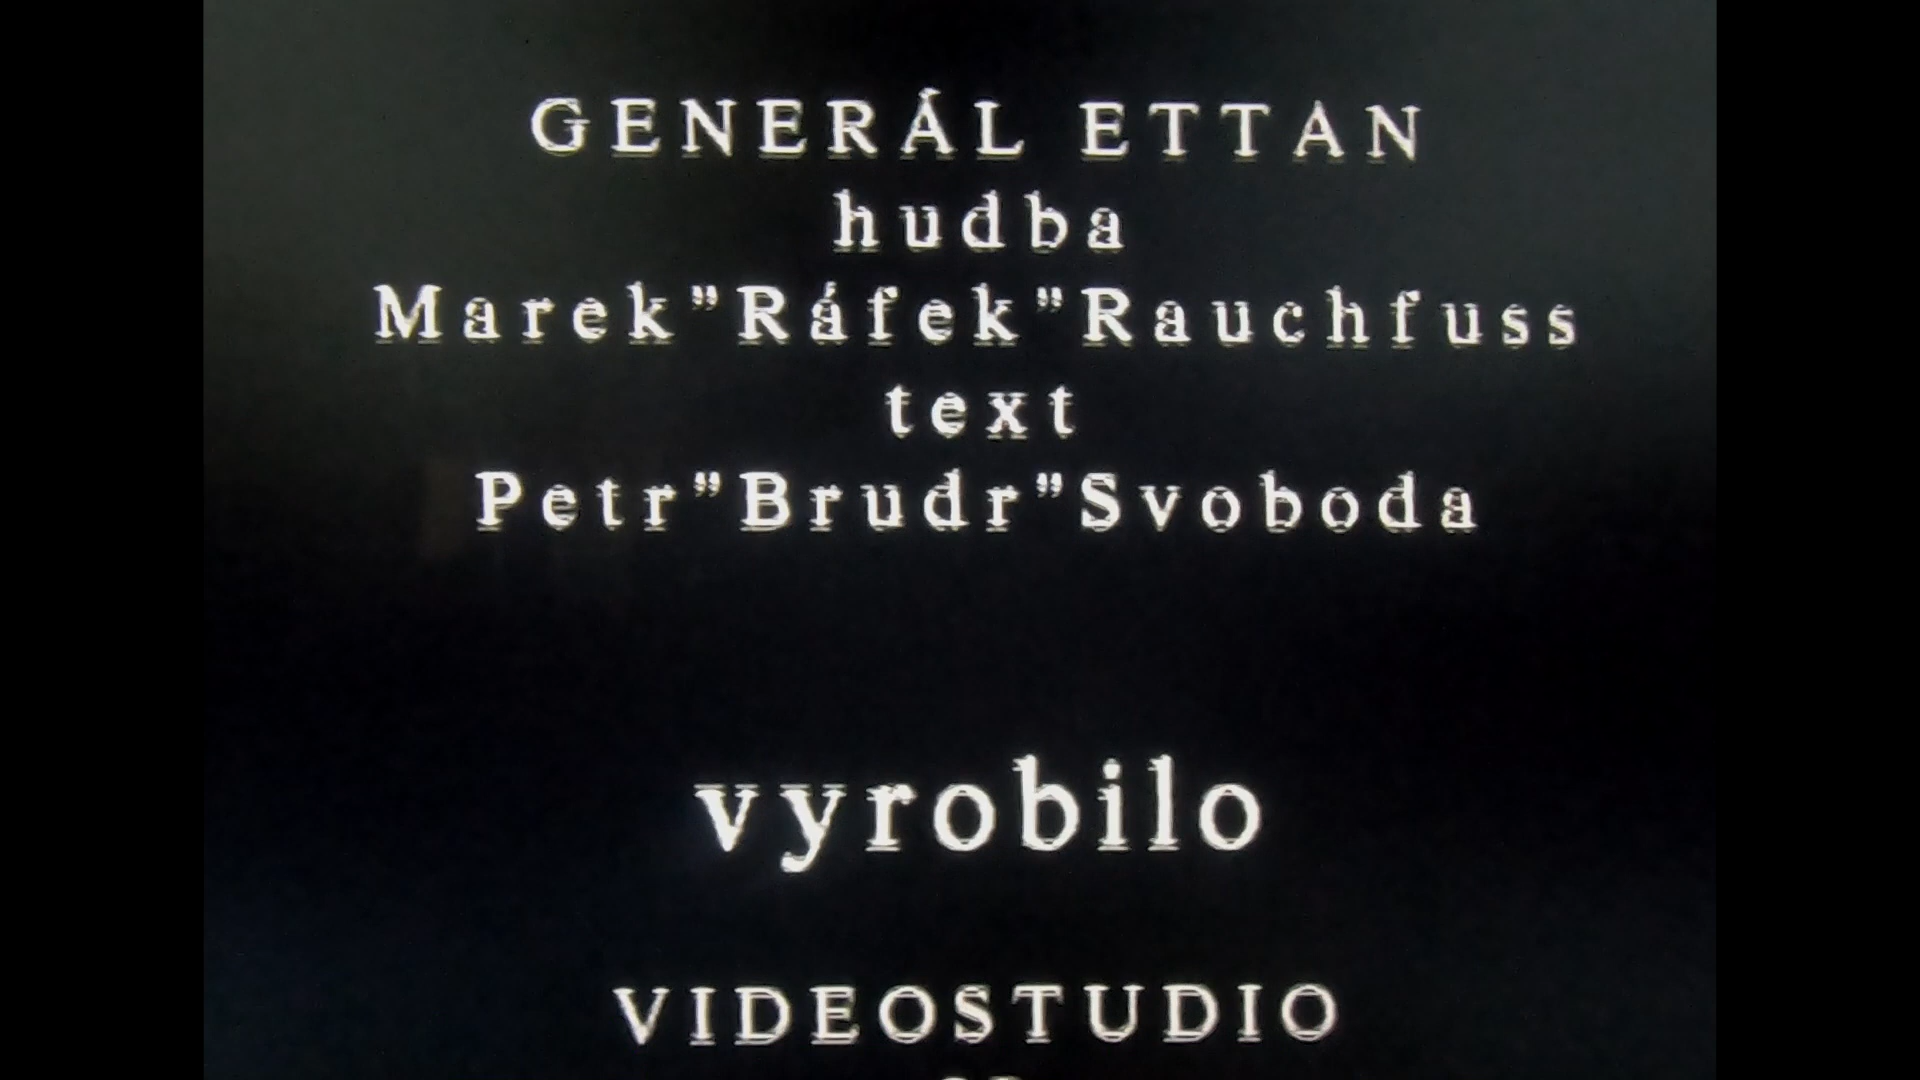 GENERÁL ETTAN
hudba
Marek"Ráfek"Rauchfuss
text
Petr"Brudr"Svoboda
vyrobilo
VIDEOSTUDIO